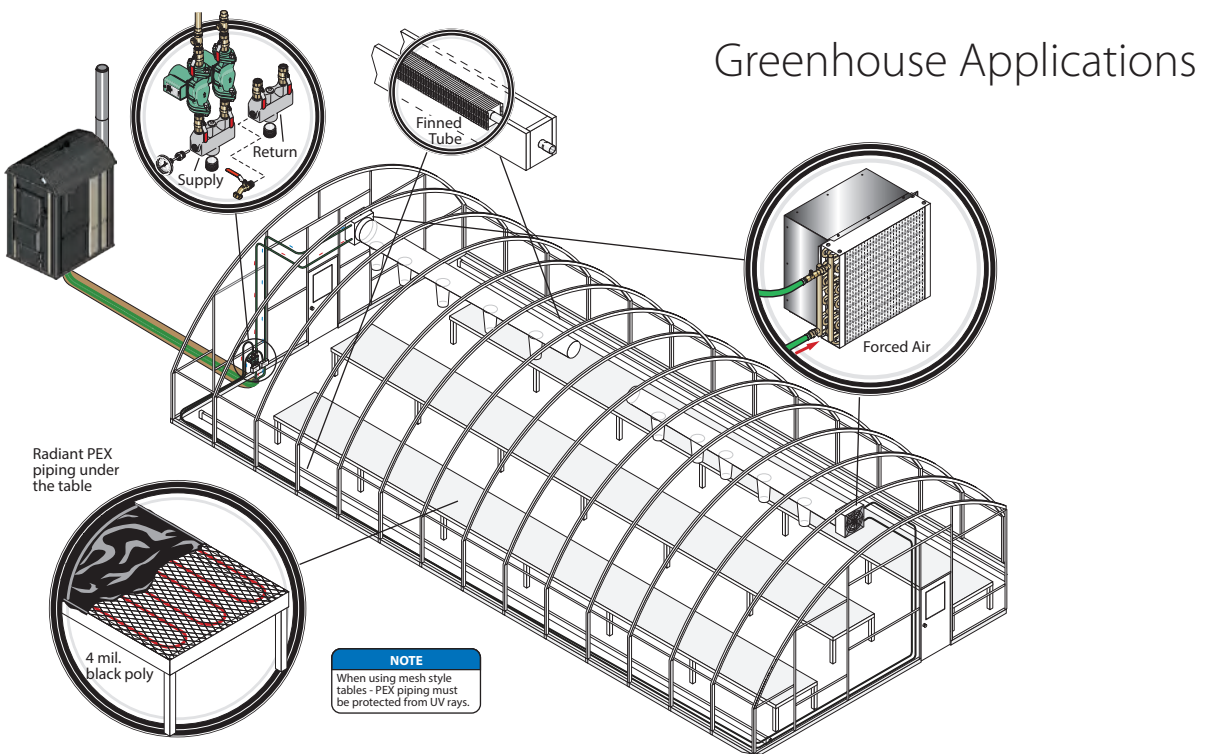 Greenhouse Applications
Finned
Tube
Return
Supply
Forced Air
Radiant PEX
piping under
the table
4 mil.
black poly
NOTE
When using mesh style
tables - PEX piping must
be protected from UV rays.